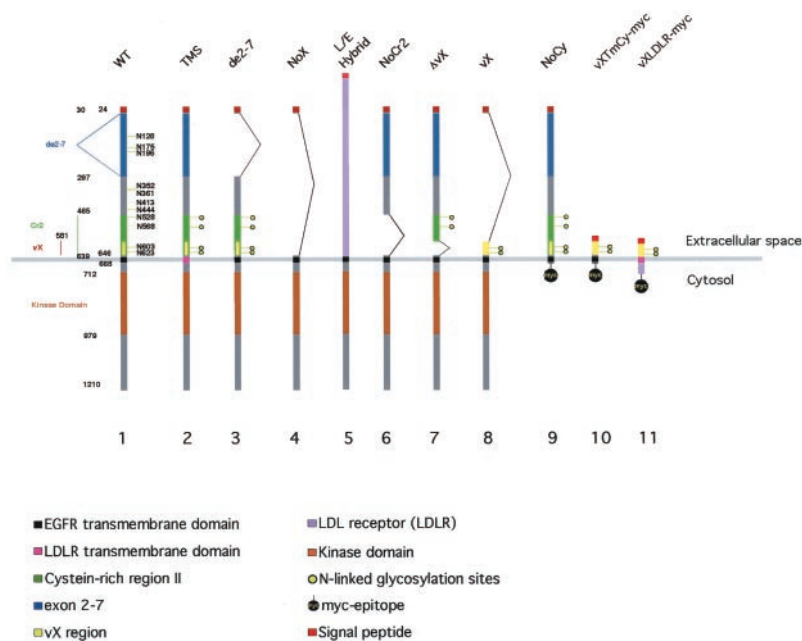 WT
TMS
de2-7
NoX
L/E
Hybrid
NoCr2
ΔvX
vX
NoCy
vXTmCy-myc
vXLDLR-myc
30 24
de2-7
N128
N175
N196
297
N352
N361
N413
N444
465
N528
Cr2
N568
581
vX
N603
N623
639 646
668
Extracellular space
Cytosol
712
Kinase Domain
979
1210
myc
myc
myc
1 2 3 4 5 6 7 8 9 10 11
EGFR transmembrane domain
LDLR transmembrane domain
Cystein-rich region II
exon 2-7
vX region
LDL receptor (LDLR)
Kinase domain
N-linked glycosylation sites
myc-epitope
Signal peptide